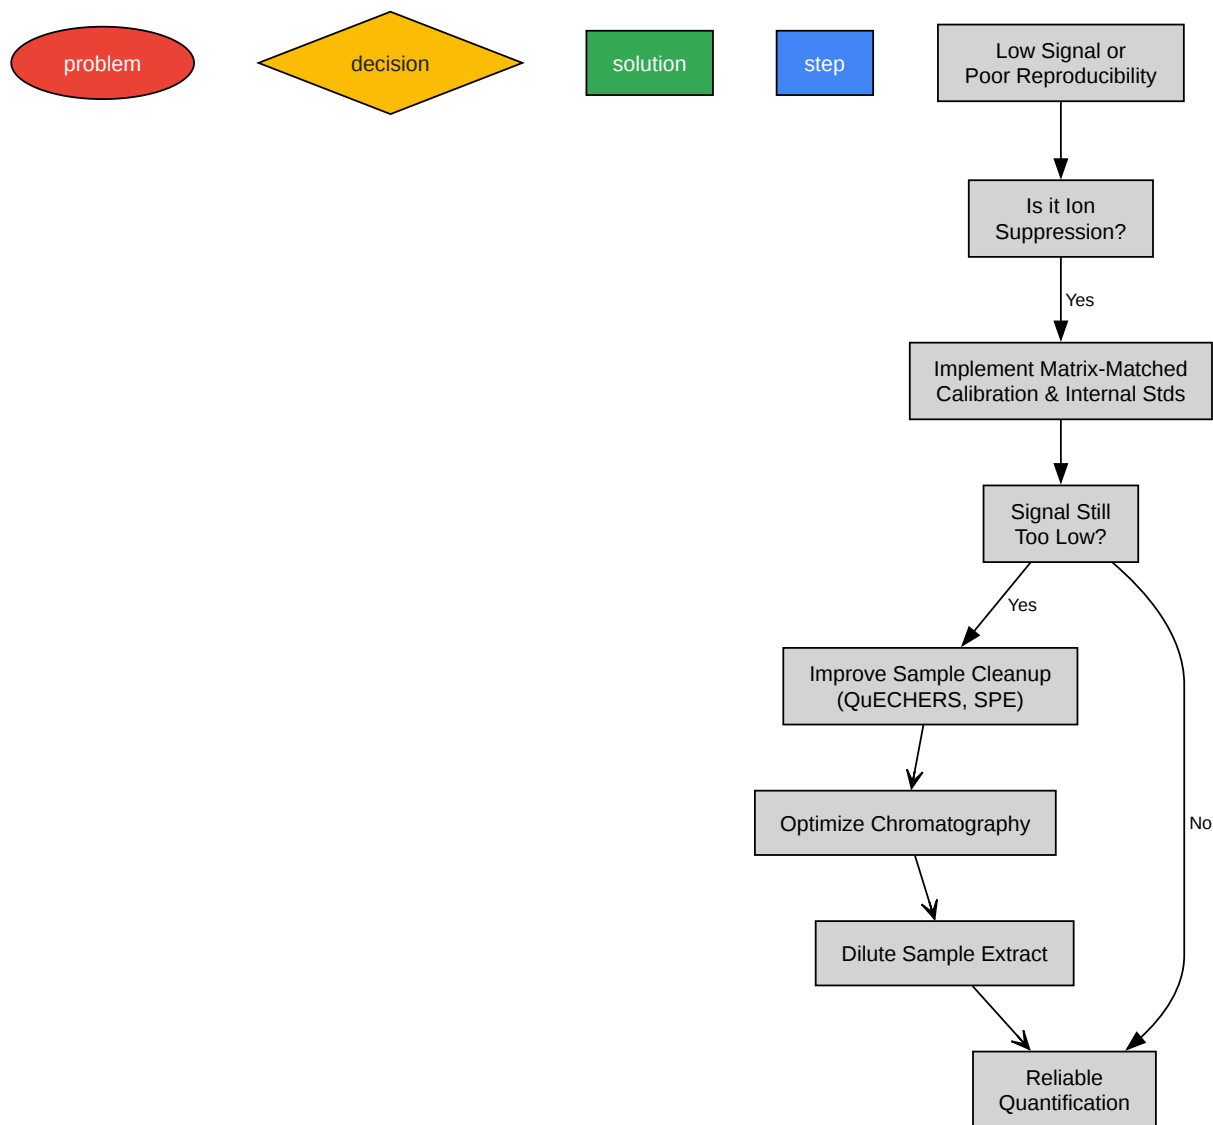 problem
decision
solution
step
Low Signal or
Poor Reproducibility
Is it Ion
Suppression?
Yes
Implement Matrix-Matched
Calibration & Internal Stds
Signal Still
Too Low?
Yes
Improve Sample Cleanup
(QuECHERS, SPE)
Optimize Chromatography
No
Dilute Sample Extract
Reliable
Quantification